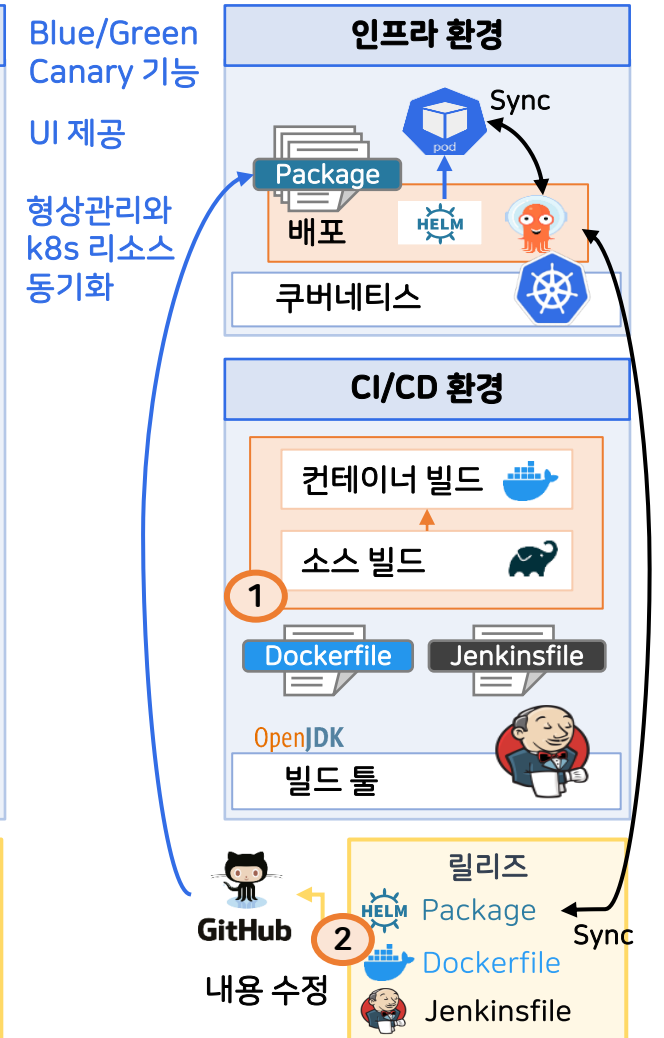 Blue/Green
Canary 기능
UI 제공
형상관리와
k8s 리소스
동기화
인프라 환경
Sync
pod
Package
배포
HELM
쿠버네티스
CI/CD 환경
컨테이너 빌드
소스 빌드
1
Dockerfile
Jenkinsfile
OpenJDK
빌드 툴
GitHub
내용 수정
2
릴리즈
HELM Package
Sync
Dockerfile
Jenkinsfile